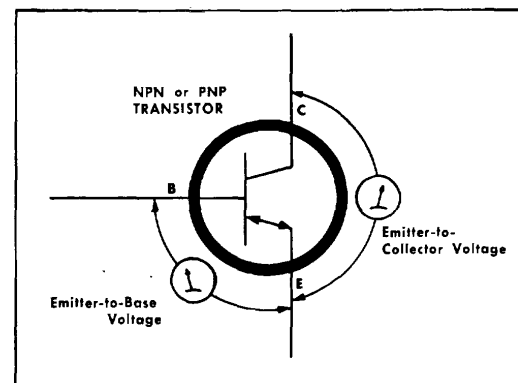 NPN or PNP
TRANSISTOR
C
B
Emitter-to-
Collector Voltage
E
Emitter-to-Base
Voltage